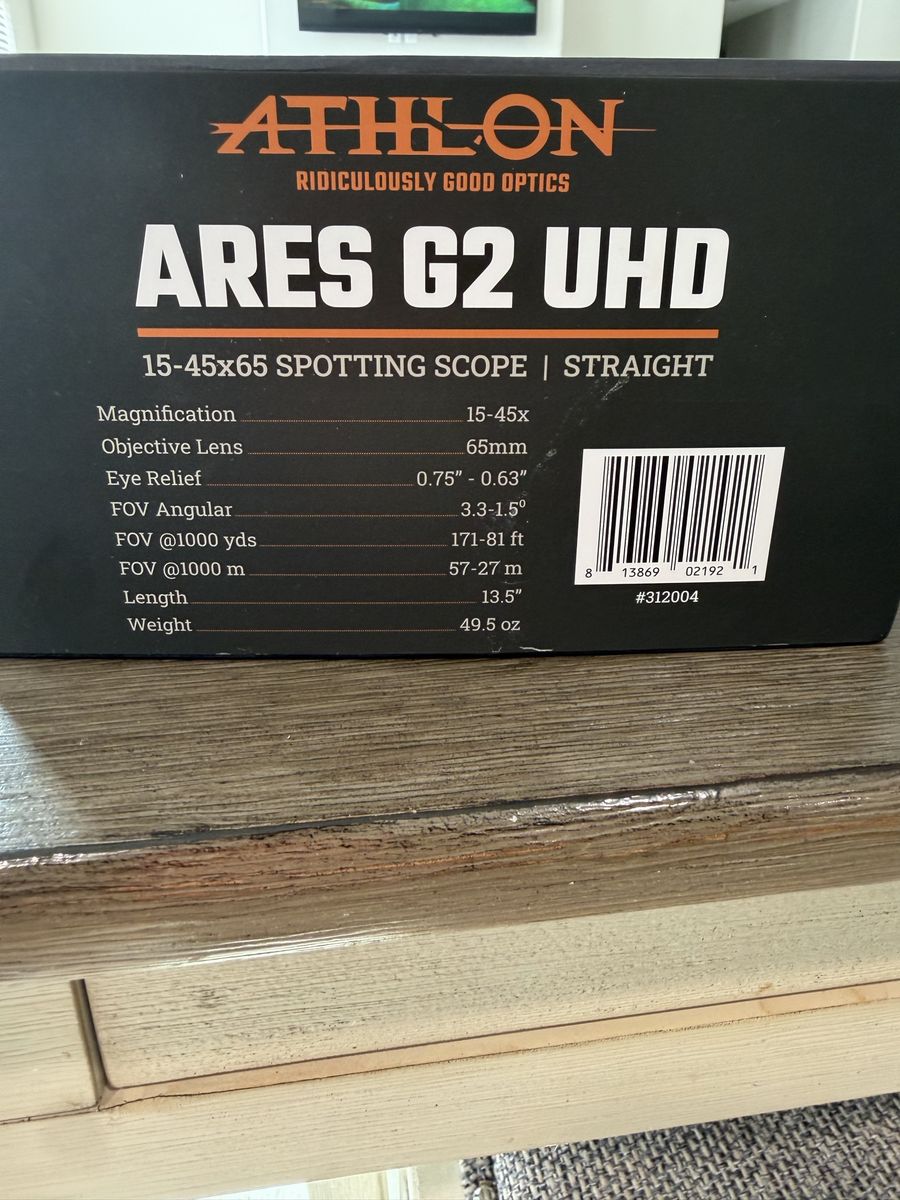 ATHLON
RIDICULOUSLY GOOD OPTICS
ARES G2 UHD
15-45x65 SPOTTING SCOPE | STRAIGHT
Magnification 15-45x
Objective Lens 65mm
Eye Relief 0.75” - 0.63”
FOV Angular 3.3-1.5⁰
FOV @1000 yds 171-81 ft
FOV @1000 m 57-27 m
Length 13.5”
Weight 49.5 oz
8 13869 02192 1
#312004